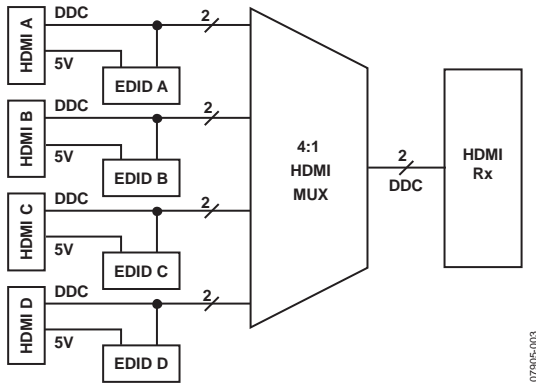 HDMI A
DDC
2
5V
EDID A
HDMI B
DDC
2
5V
EDID B
HDMI C
DDC
2
5V
EDID C
HDMI D
DDC
2
5V
EDID D
4:1
HDMI
MUX
2
DDC
HDMI
Rx
07905-003